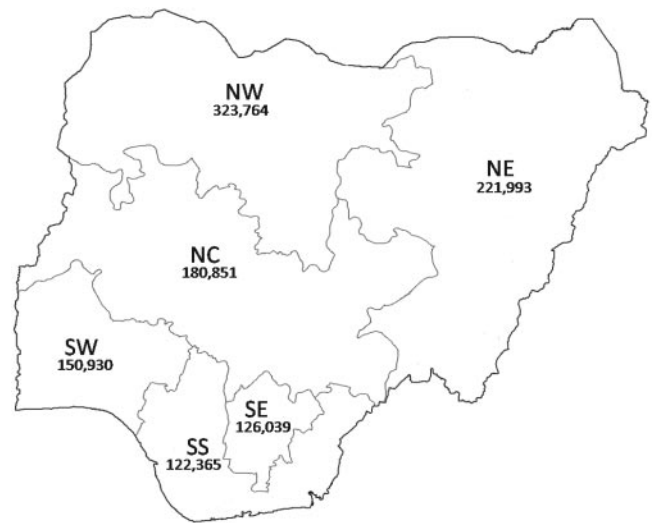 NW
323,764
NE
221,993
NC
180,851
SW
150,930
SE
126,039
SS
122,365